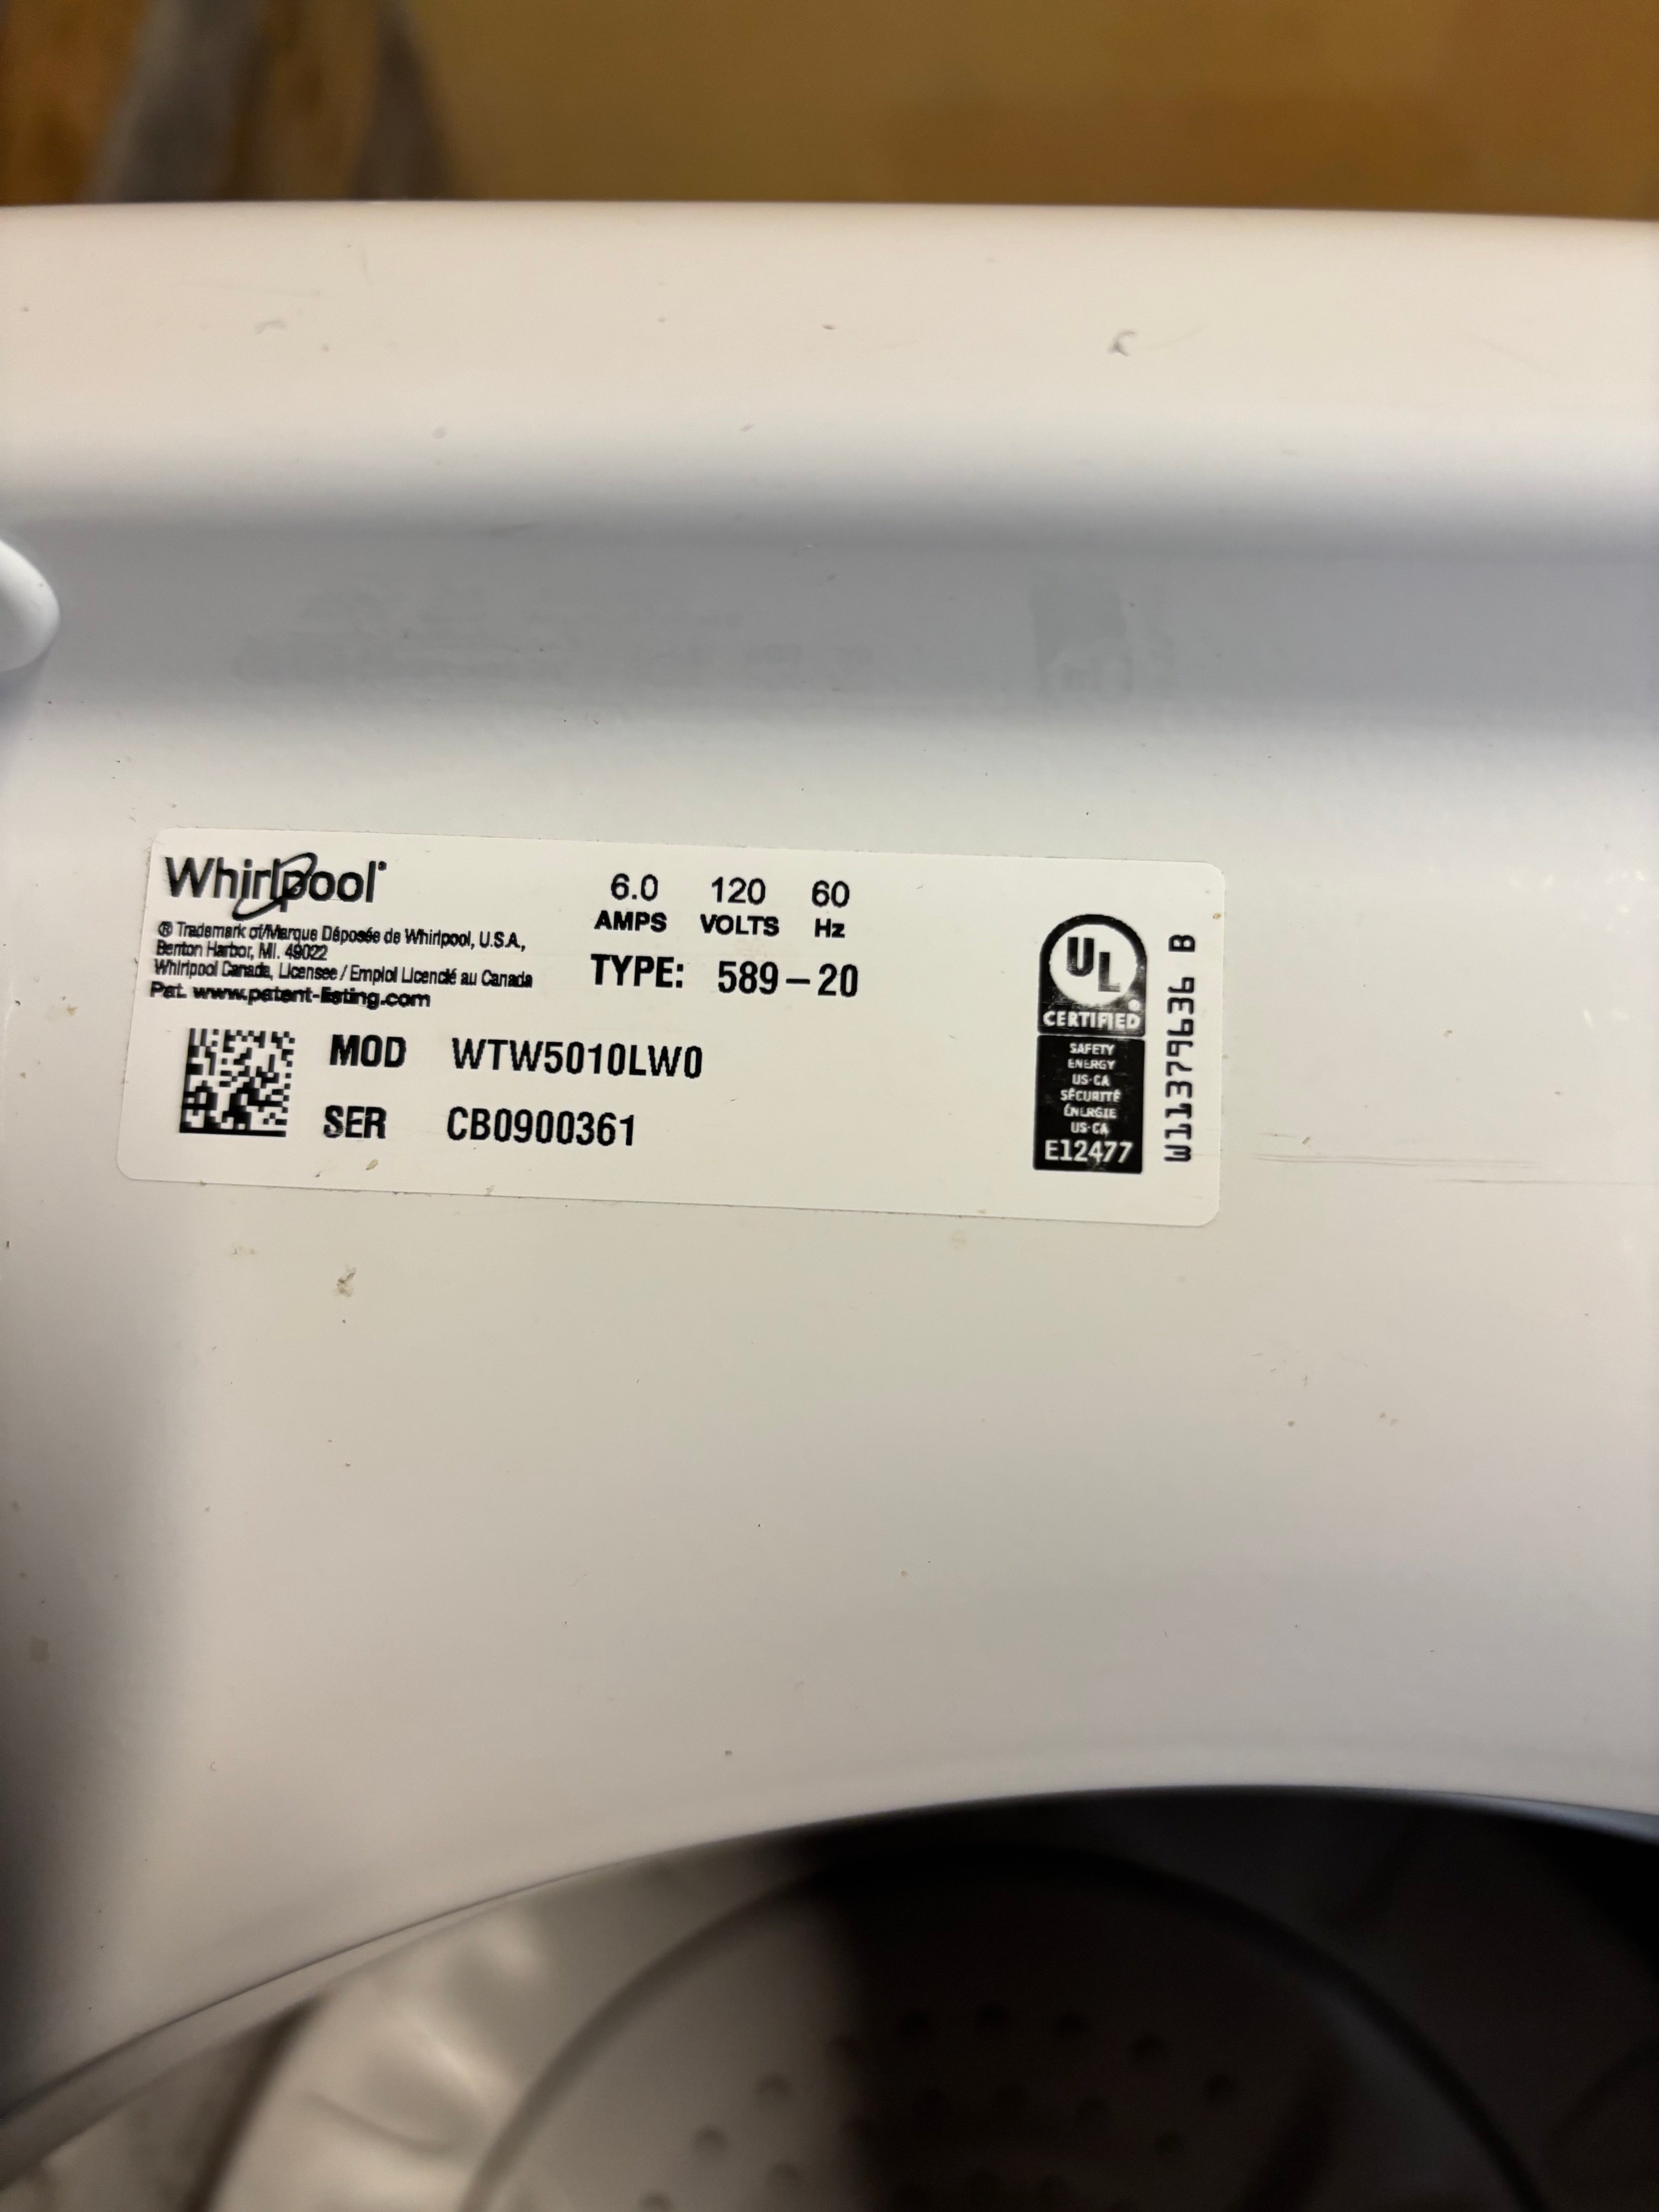 Whirlpool®
® Trademark of/Marque Déposée de Whirlpool, U.S.A.,
Benton Harbor, MI. 49022
Whirlpool Canada, Licensee / Emploi Licencié au Canada
Pat. www.patent-listing.com
6.0 120 60
AMPS VOLTS Hz
TYPE: 589-20
MOD WTW5010LW0
SER CB0900361
UL®
CERTIFIED
SAFETY
ENERGY
US-CA
SÉCURITÉ
ÉNERGIE
US-CA
E12477
W11379936 B